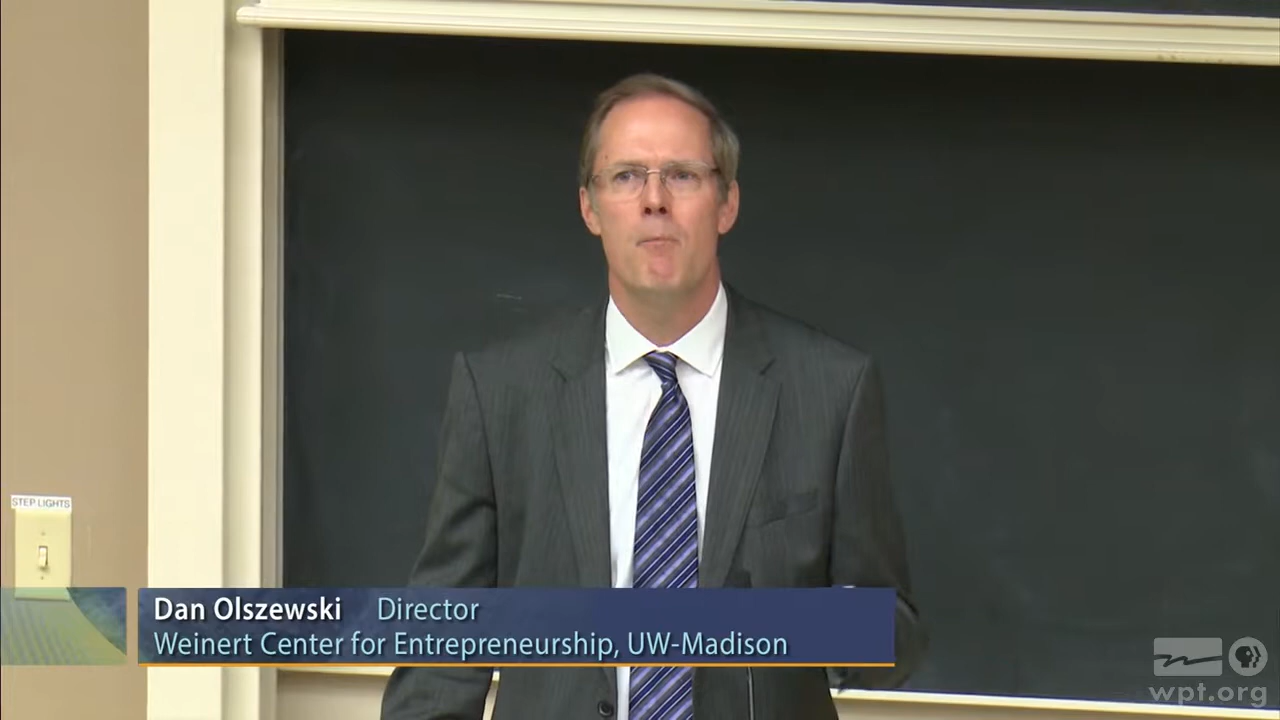 STEP LIGHTS
Dan Olszewski Director
Weinert Center for Entrepreneurship, UW-Madison
wpt.org